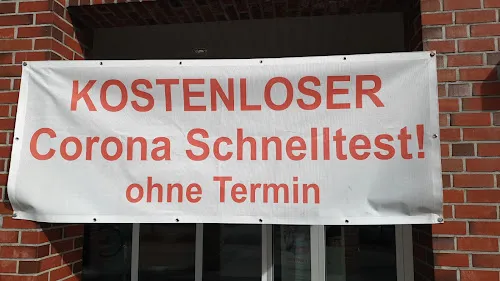 KOSTENLOSER
Corona Schnelltest!
ohne Termin